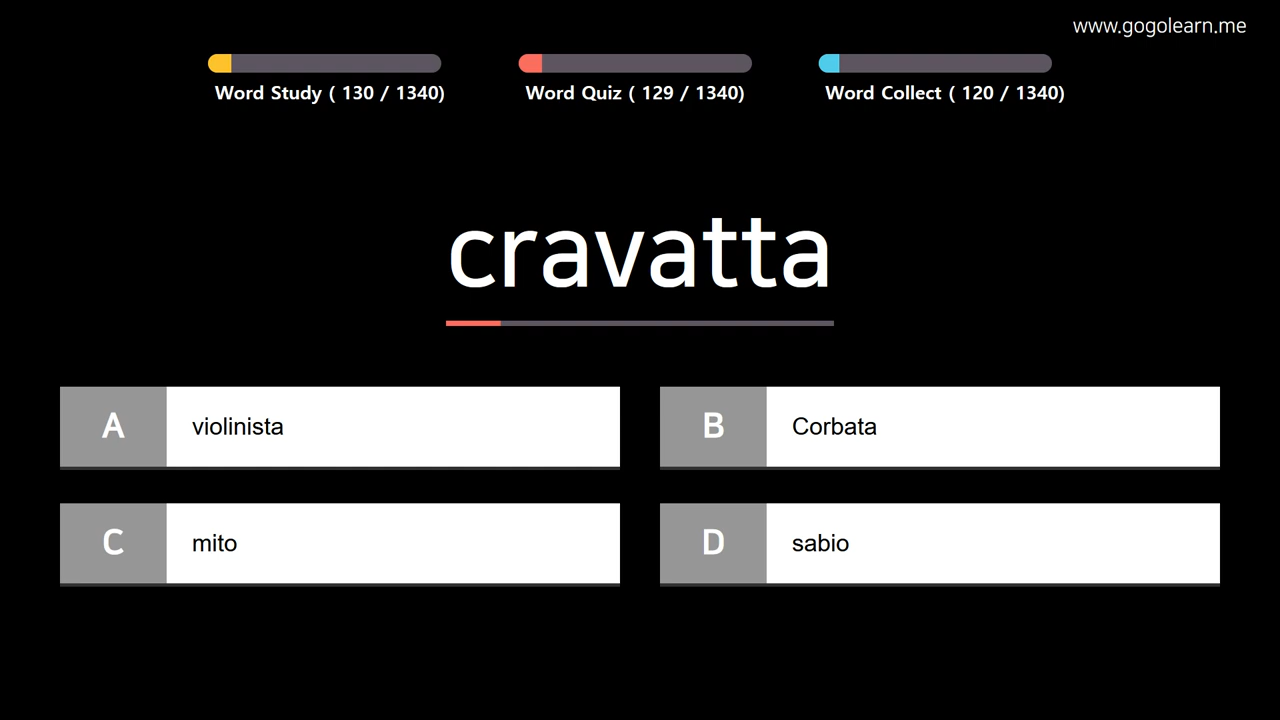 www.gogolearn.me
Word Study ( 130 / 1340)
Word Quiz ( 129 / 1340)
Word Collect ( 120 / 1340)
cravatta
A violinista
B Corbata
C mito
D sabio